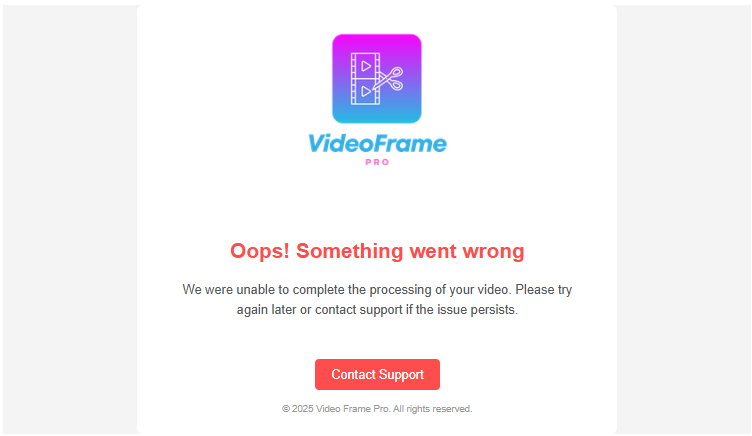 VideoFrame
PRO
Oops! Something went wrong
We were unable to complete the processing of your video. Please try
again later or contact support if the issue persists.
Contact Support
© 2025 Video Frame Pro. All rights reserved.